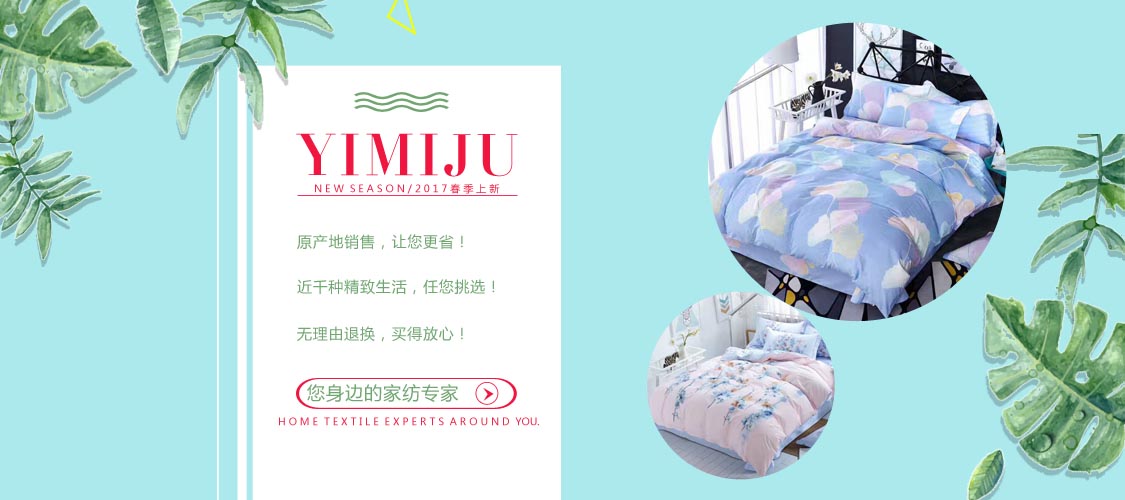 YIMIJU
NEW SEASON/2017春季上新
原产地销售，让您更省！
近千种精致生活，任您挑选！
无理由退换，买得放心！
您身边的家纺专家
HOME TEXTILE EXPERTS AROUND YOU.